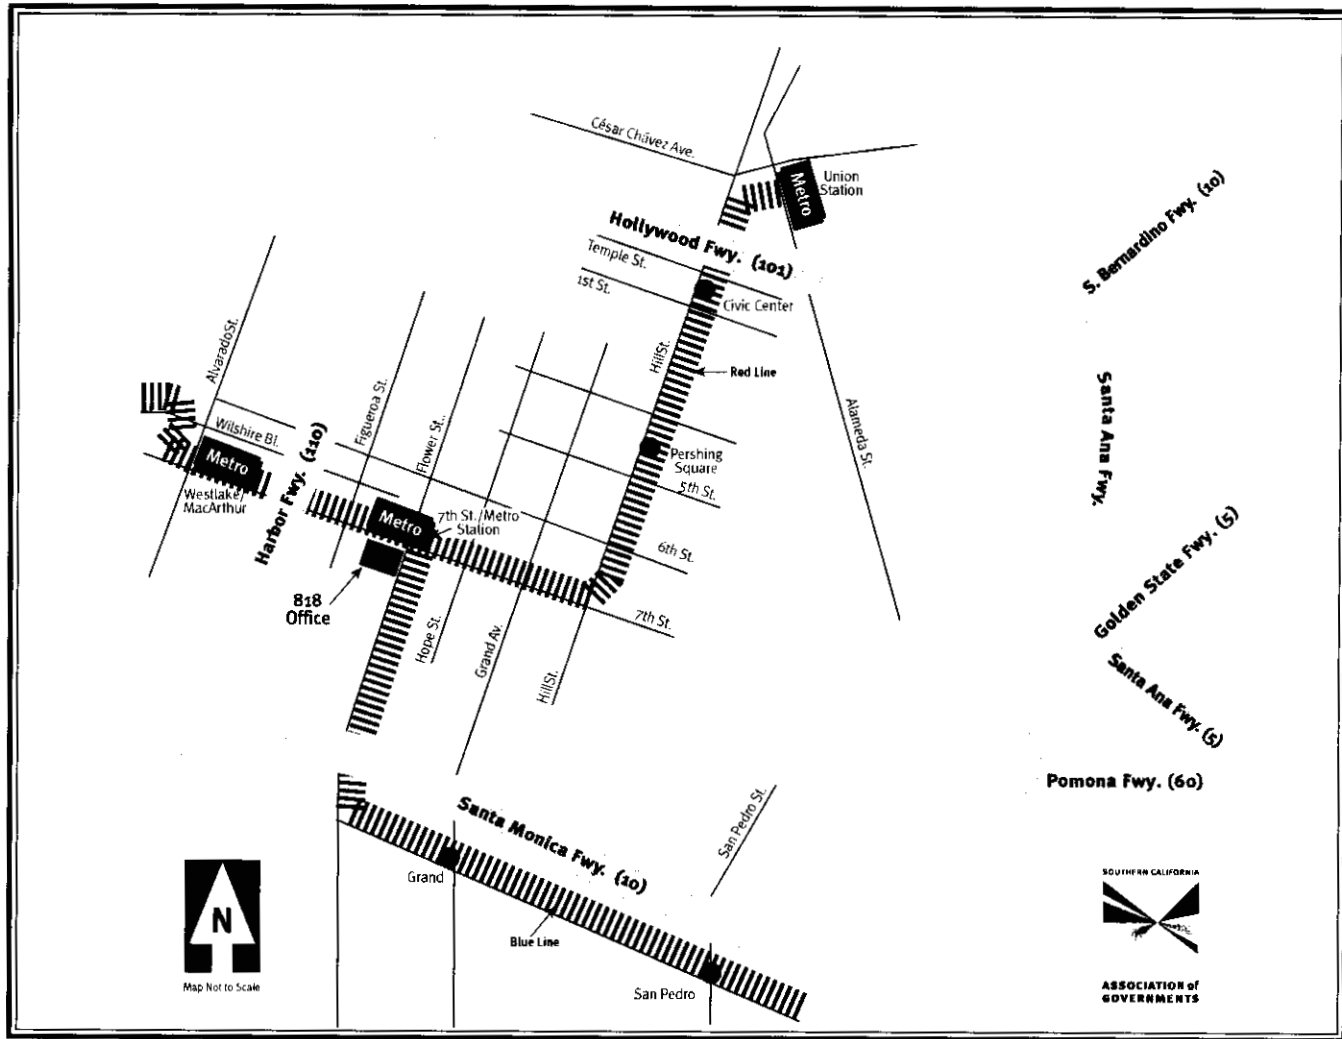 César Chāvez Ave.
Metro
Union
Station
S. Bernardino Fwy. (10)
Hollywood Fwy. (101)
Temple St.
1st St.
Civic Center
Alvarado St.
Hill St.
Red Line
Figueroa St.
Flower St.
Santa Ana Fwy.
Alameda St.
Wilshire Bl.
Harbor Fwy. (110)
Metro
Westlake/
MacArthur
Pershing
Square
5th St.
Metro
7th St./Metro
Station
6th St.
Golden State Fwy. (5)
818
Office
7th St.
Hope St.
Grand Av.
Hill St.
Santa Ana Fwy. (5)
Pomona Fwy. (60)
Santa Monica Fwy. (10)
San Pedro St.
Grand
Blue Line
San Pedro
N
Map Not to Scale
SOUTHERN CALIFORNIA
ASSOCIATION of
GOVERNMENTS